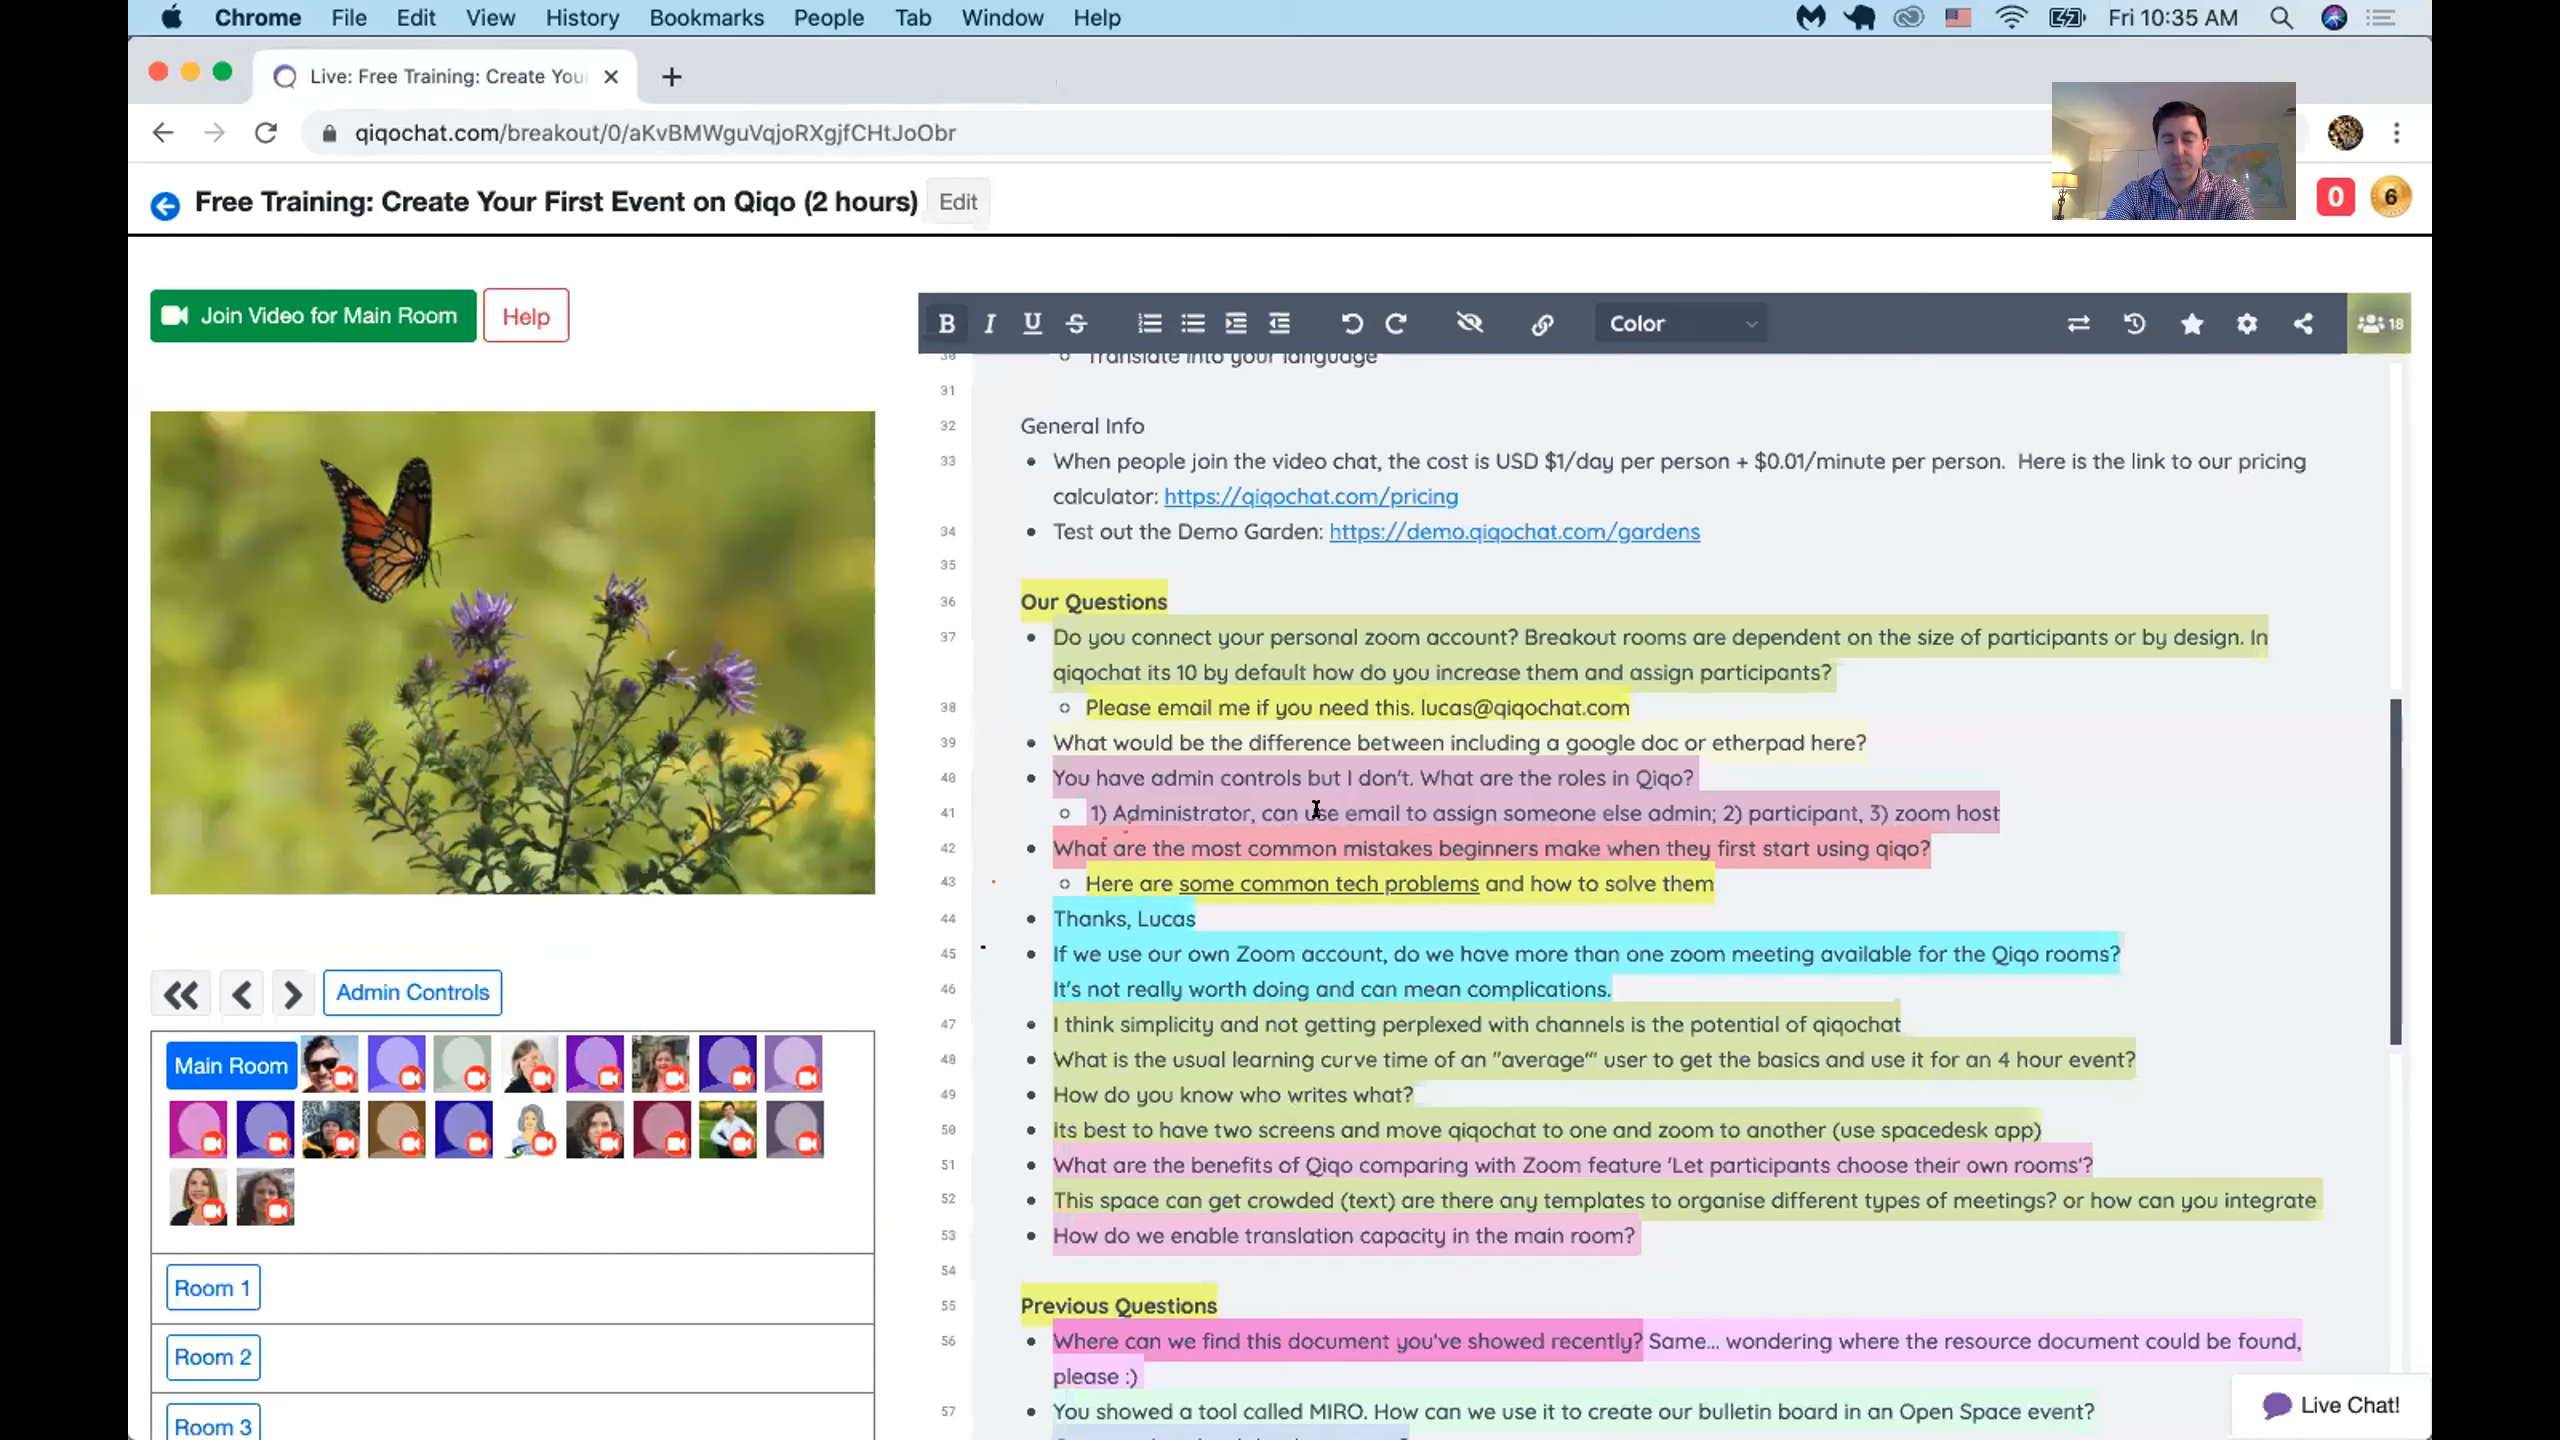 Chrome File Edit View History Bookmarks People Tab Window Help Fri 10:35 AM
Live: Free Training: Create You
qiqochat.com/breakout/0/aKvBMWguVqjoRXgjfCHtJoObr
Free Training: Create Your First Event on Qiqo (2 hours) Edit 0 6
Join Video for Main Room Help
B I U S Color 18
30 Translate into your language
31
32 General Info
33 When people join the video chat, the cost is USD $1/day per person + $0.01/minute per person. Here is the link to our pricing
calculator: https://qiqochat.com/pricing
34 Test out the Demo Garden: https://demo.qiqochat.com/gardens
35
36 Our Questions
37 Do you connect your personal zoom account? Breakout rooms are dependent on the size of participants or by design. In
qiqochat its 10 by default how do you increase them and assign participants?
38 Please email me if you need this. lucas@qiqochat.com
39 What would be the difference between including a google doc or etherpad here?
40 You have admin controls but I don't. What are the roles in Qiqo?
41 1) Administrator, can use email to assign someone else admin; 2) participant, 3) zoom host
42 What are the most common mistakes beginners make when they first start using qiqo?
43 Here are some common tech problems and how to solve them
44 Thanks, Lucas
45 If we use our own Zoom account, do we have more than one zoom meeting available for the Qiqo rooms?
46 It's not really worth doing and can mean complications.
47 I think simplicity and not getting perplexed with channels is the potential of qiqochat
48 What is the usual learning curve time of an "average'" user to get the basics and use it for an 4 hour event?
49 How do you know who writes what?
50 its best to have two screens and move qiqochat to one and zoom to another (use spacedesk app)
51 What are the benefits of Qiqo comparing with Zoom feature 'Let participants choose their own rooms'?
52 This space can get crowded (text) are there any templates to organise different types of meetings? or how can you integrate
53 How do we enable translation capacity in the main room?
54
55 Previous Questions
56 Where can we find this document you've showed recently? Same... wondering where the resource document could be found,
please :)
57 You showed a tool called MIRO. How can we use it to create our bulletin board in an Open Space event?
Admin Controls
Main Room
Room 1
Room 2
Room 3
Live Chat!